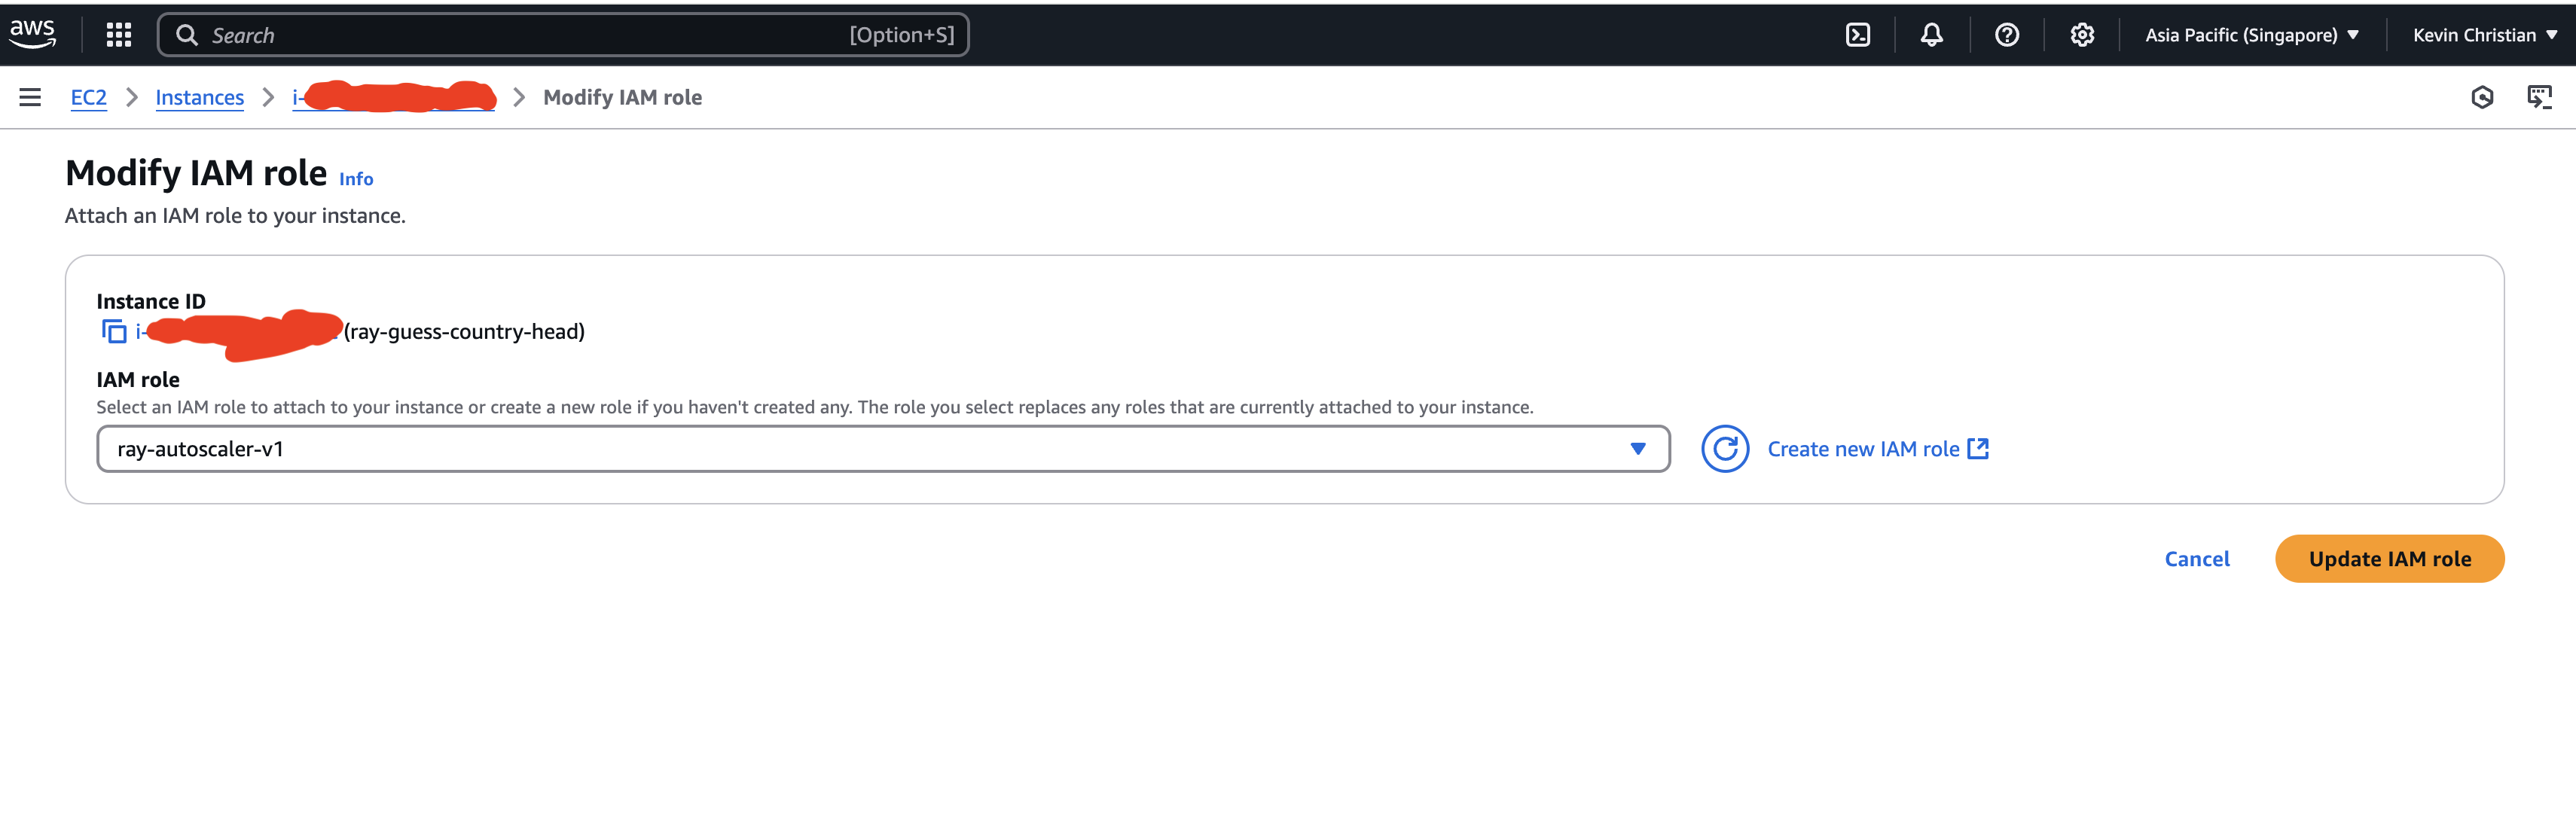 aws
Search [Option+S]
Asia Pacific (Singapore)
Kevin Christian
EC2 > Instances > i- > Modify IAM role
Modify IAM role Info
Attach an IAM role to your instance.
Instance ID
i- (ray-guess-country-head)
IAM role
Select an IAM role to attach to your instance or create a new role if you haven't created any. The role you select replaces any roles that are currently attached to your instance.
ray-autoscaler-v1
Create new IAM role
Cancel
Update IAM role